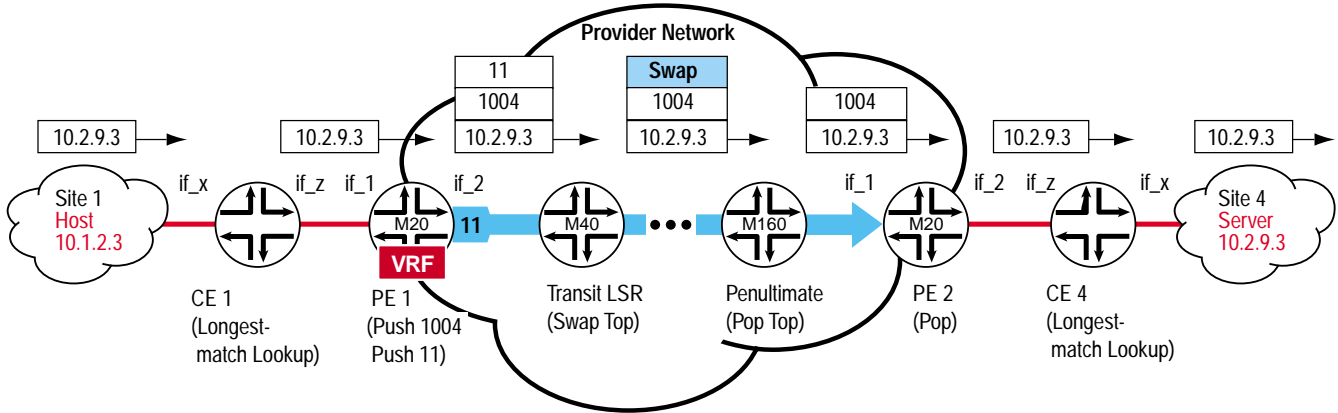 Provider Network
11
Swap
1004
1004
1004
10.2.9.3
10.2.9.3
10.2.9.3
10.2.9.3
10.2.9.3
10.2.9.3
10.2.9.3
Site 1
Host
10.1.2.3
if_x
if_z
if_1
if_2
if_1
if_2
if_z
if_x
Site 4
Server
10.2.9.3
M20
11
M40
M160
M20
VRF
CE 1
(Longest-
match Lookup)
PE 1
(Push 1004
Push 11)
Transit LSR
(Swap Top)
Penultimate
(Pop Top)
PE 2
(Pop)
CE 4
(Longest-
match Lookup)